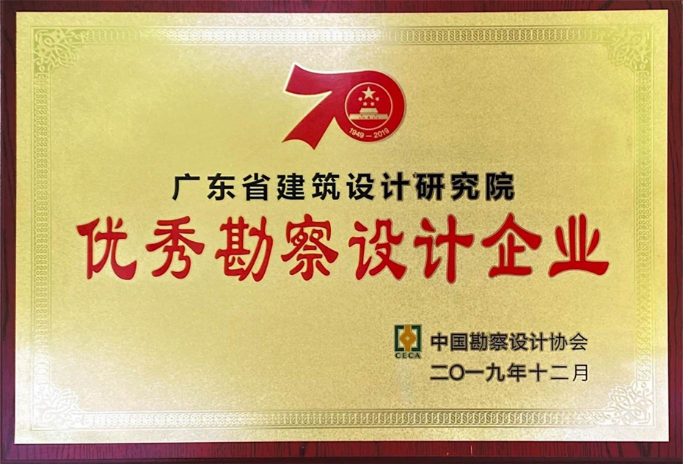 70
1949-2019
广东省建筑设计研究院
优秀勘察设计企业
CECA
中国勘察设计协会
二〇一九年十二月